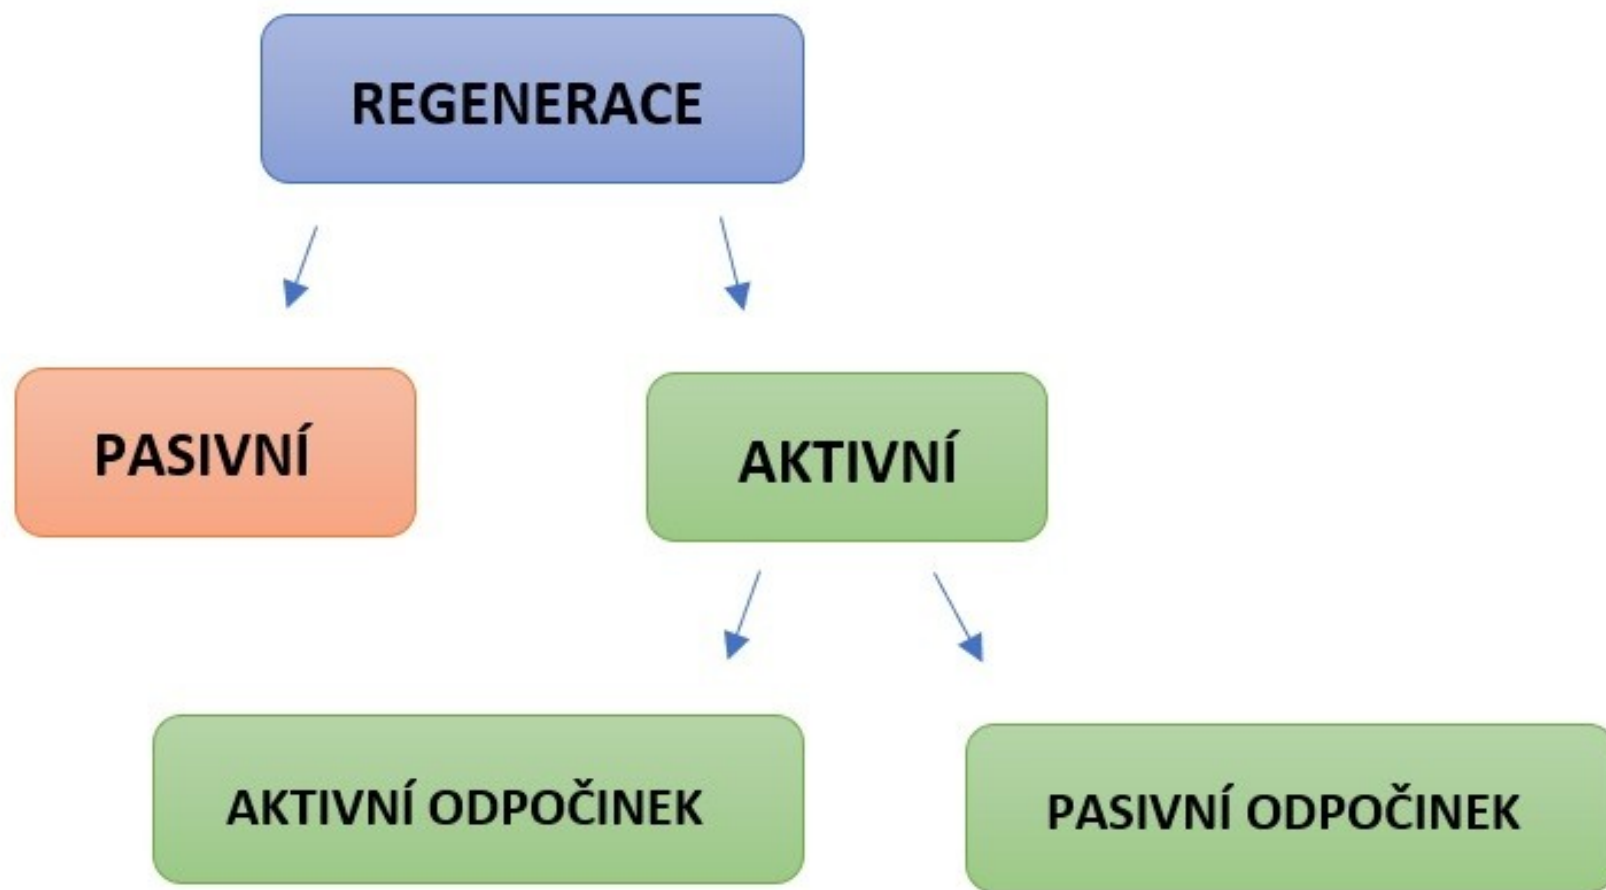 REGENERACE
PASIVNÍ
AKTIVNÍ
AKTIVNÍ ODPOČINEK
PASIVNÍ ODPOČINEK